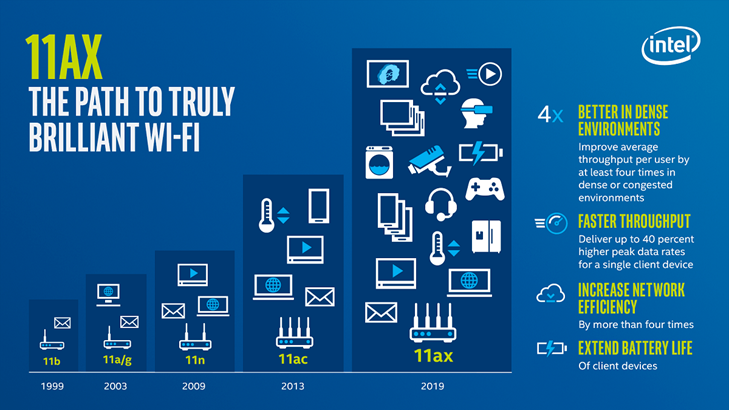 11AX
THE PATH TO TRULY
BRILLIANT WI-FI
intel
4x
BETTER IN DENSE
ENVIRONMENTS
Improve average
throughput per user by
at least four times in
dense or congested
environments
FASTER THROUGHPUT
Deliver up to 40 percent
higher peak data rates
for a single client device
INCREASE NETWORK
EFFICIENCY
By more than four times
EXTEND BATTERY LIFE
Of client devices
11b
11a/g
11n
11ac
11ax
1999
2003
2009
2013
2019